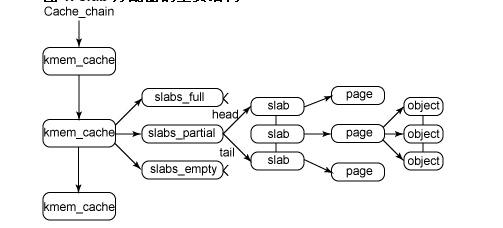 Cache_chain
kmem_cache
kmem_cache
kmem_cache
slabs_full
slabs_partial
slabs_empty
head
tail
slab
slab
slab
page
page
page
object
object
object